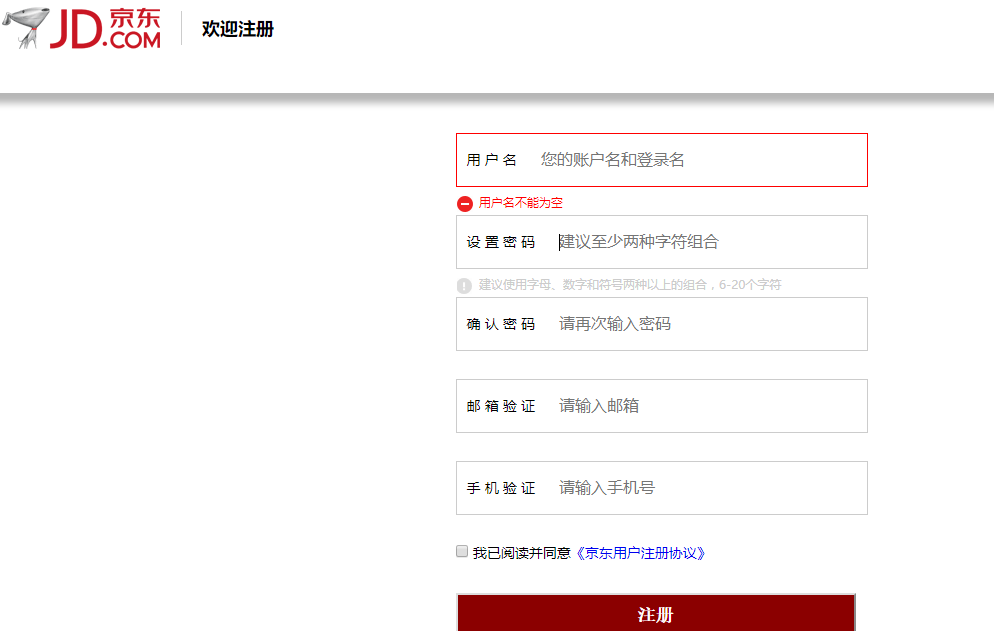 JD.COM 京东 欢迎注册
用户名 您的账户名和登录名
用户名不能为空
设置密码 建议至少两种字符组合
建议使用字母、数字和符号两种以上的组合，6-20个字符
确认密码 请再次输入密码
邮箱验证 请输入邮箱
手机验证 请输入手机号
我已阅读并同意《京东用户注册协议》
注册